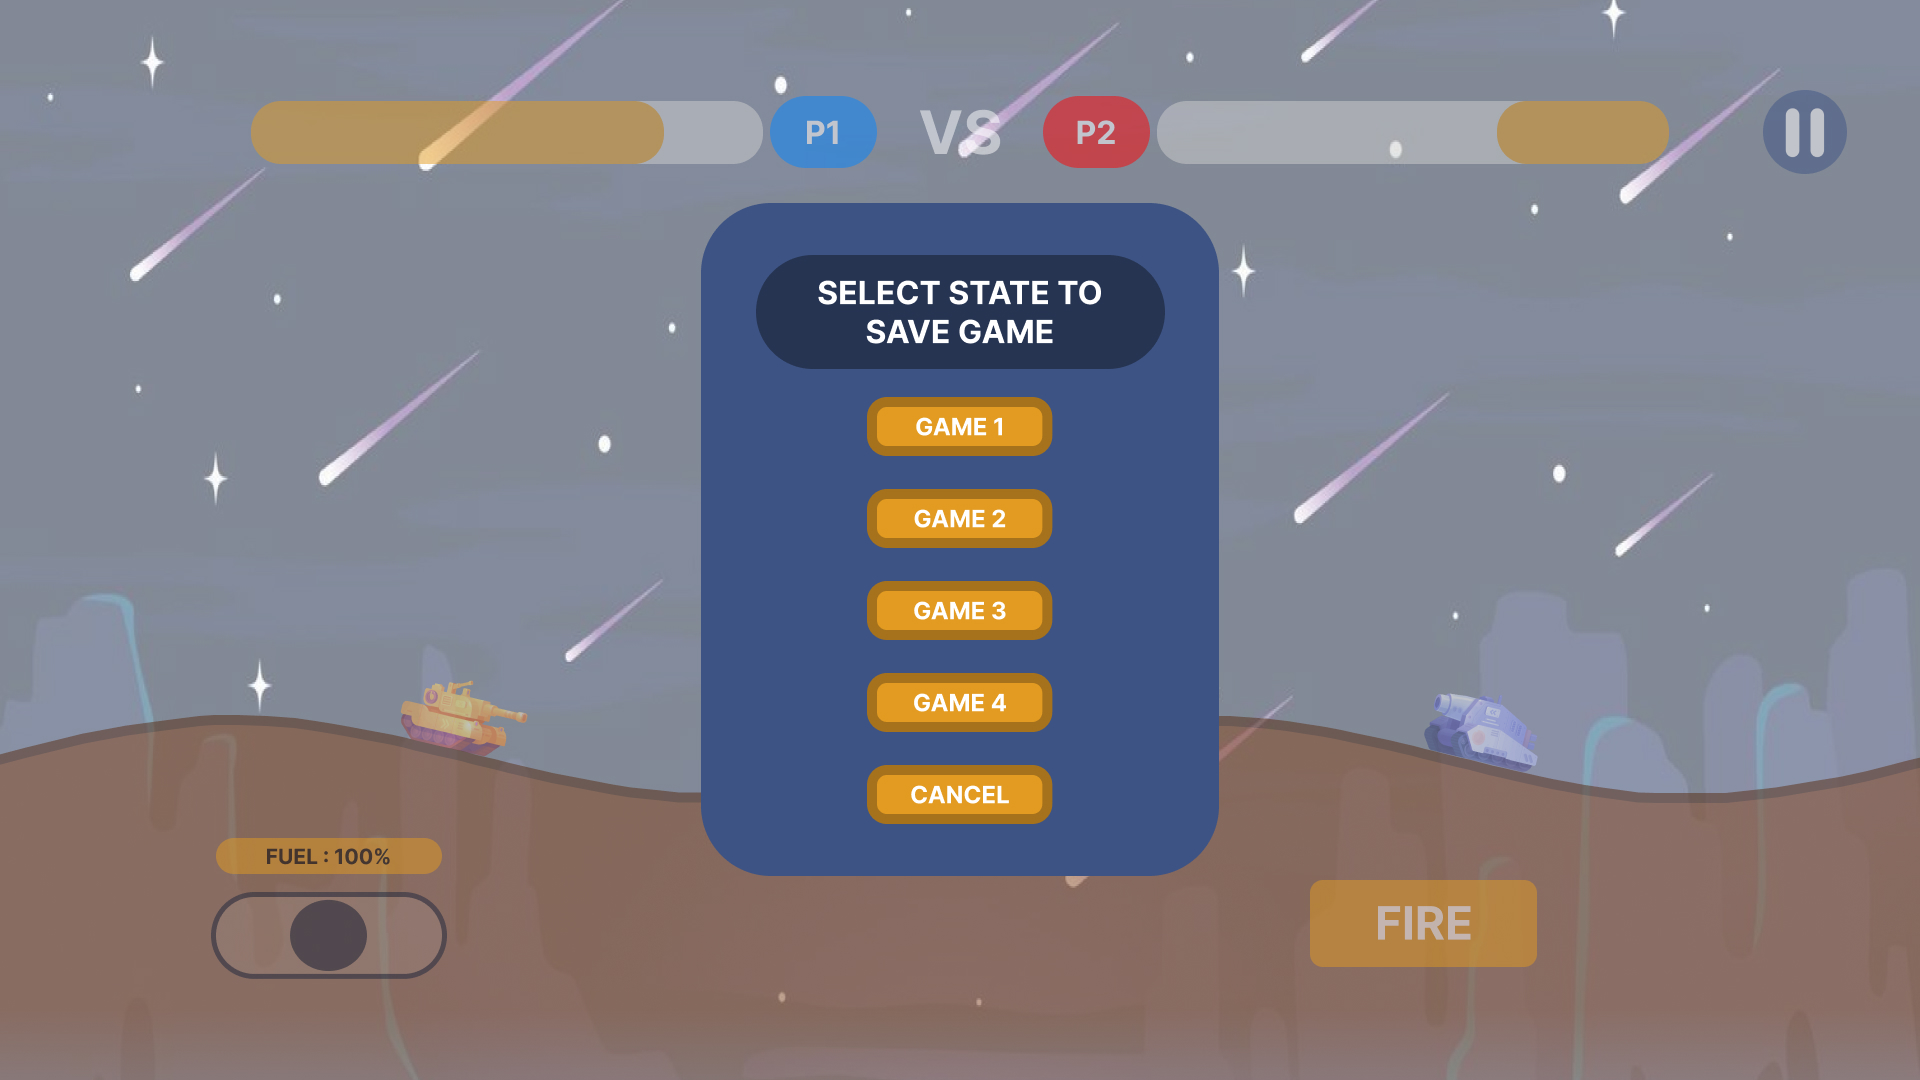 P1
VS
P2
SELECT STATE TO
SAVE GAME
GAME 1
GAME 2
GAME 3
GAME 4
CANCEL
FUEL : 100%
FIRE